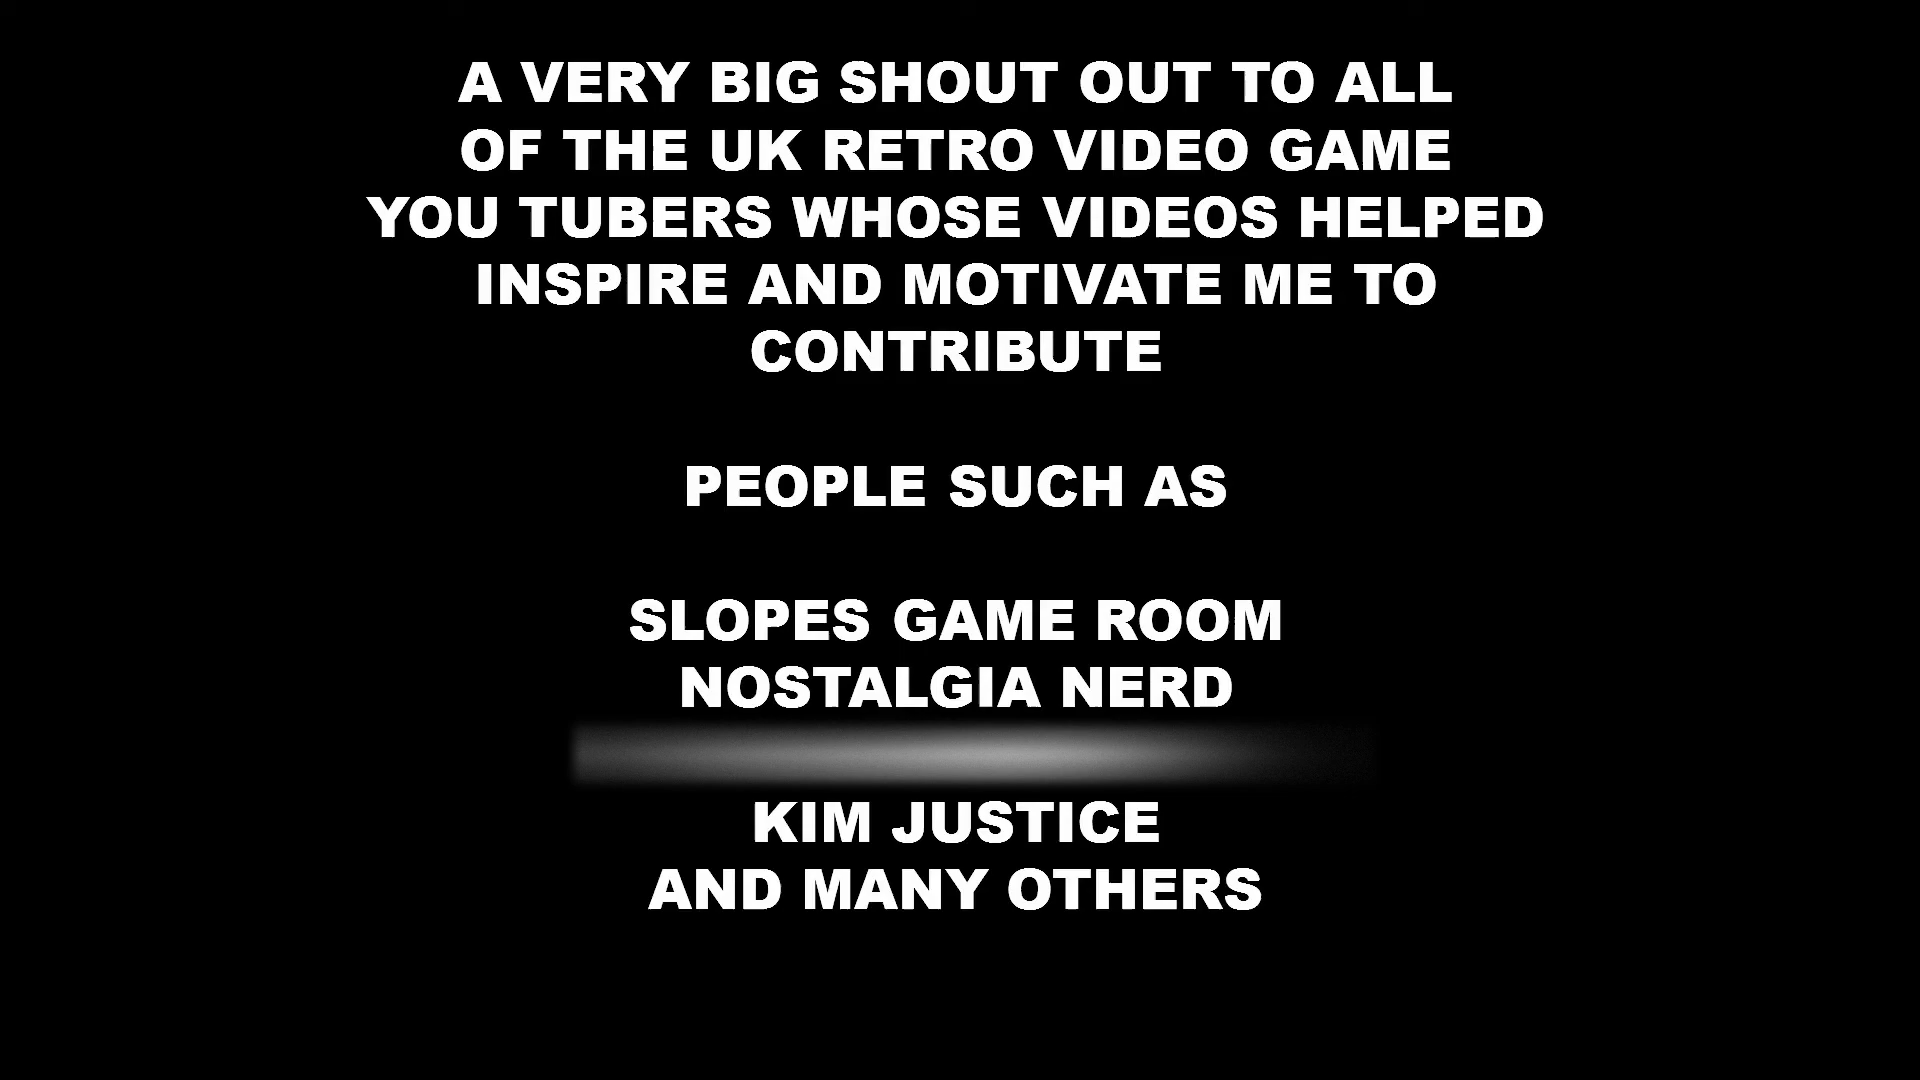 A VERY BIG SHOUT OUT TO ALL
OF THE UK RETRO VIDEO GAME
YOU TUBERS WHOSE VIDEOS HELPED
INSPIRE AND MOTIVATE ME TO
CONTRIBUTE
PEOPLE SUCH AS
SLOPES GAME ROOM
NOSTALGIA NERD
KIM JUSTICE
AND MANY OTHERS